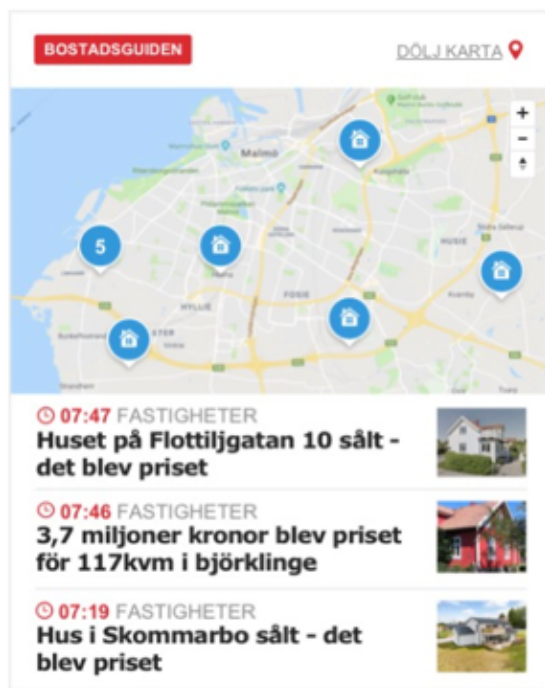 BOSTADSGUIDEN
DÖLJ KARTA
Malmö
5
HUSIE
HYLLIE
FOSIE
07:47 FASTIGHETER
Huset på Flottiljgatan 10 sålt -
det blev priset
07:46 FASTIGHETER
3,7 miljoner kronor blev priset
för 117kvm i björklinge
07:19 FASTIGHETER
Hus i Skommarbo sålt - det
blev priset